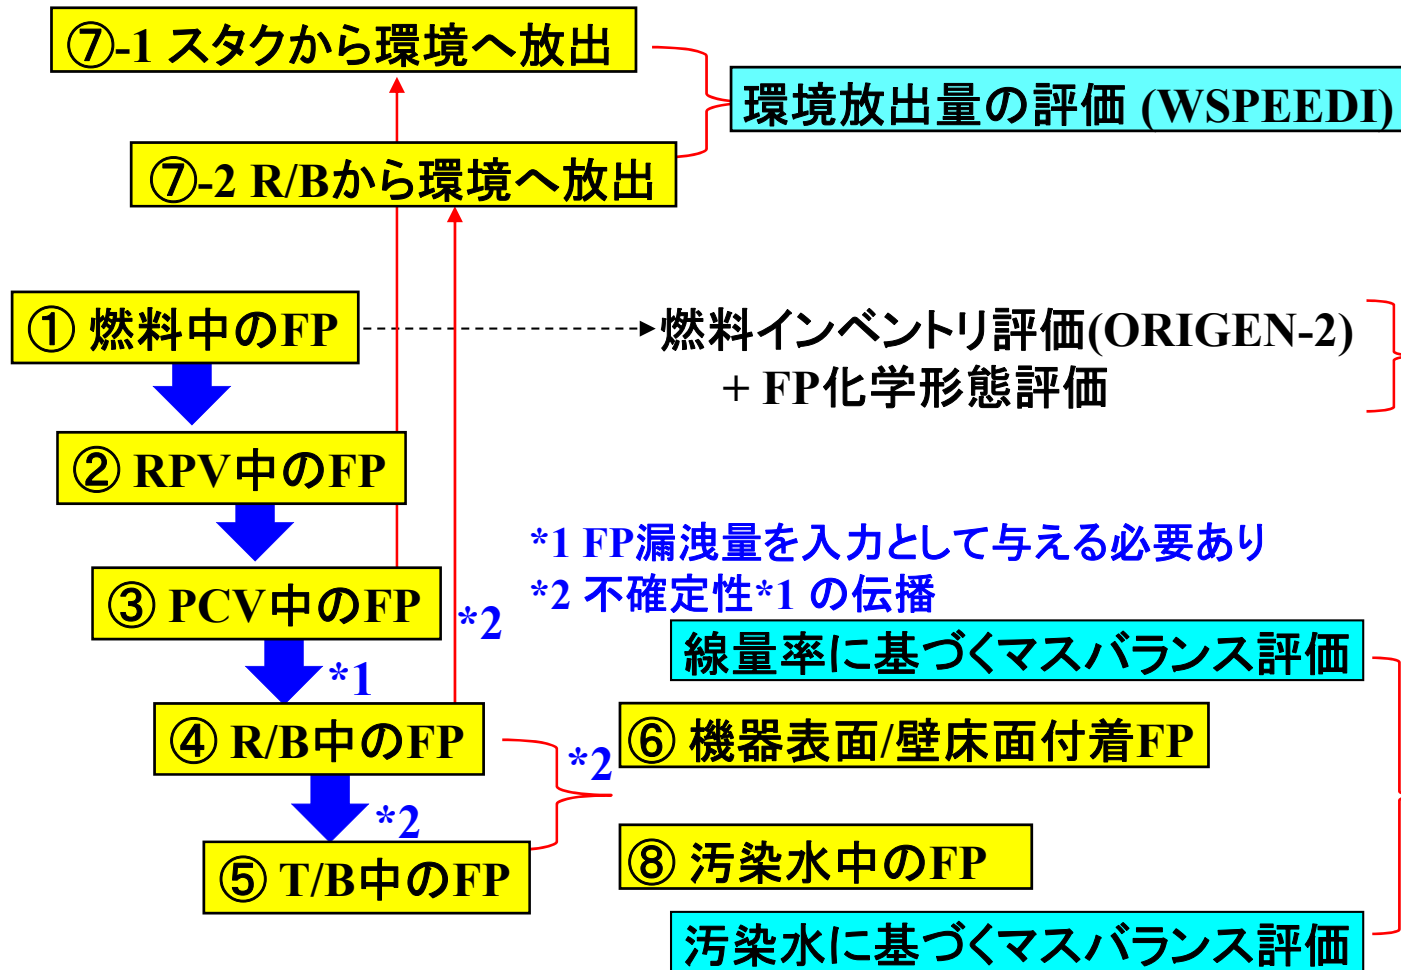 ⑦-1 スタクから環境へ放出
環境放出量の評価 (WSPEEDI)
⑦-2 R/Bから環境へ放出
① 燃料中のFP
燃料インベントリ評価(ORIGEN-2)
+ FP化学形態評価
② RPV中のFP
*1 FP漏洩量を入力として与える必要あり
*2 不確定性*1 の伝播
③ PCV中のFP
*2
線量率に基づくマスバランス評価
*1
④ R/B中のFP
*2
⑥ 機器表面/壁床面付着FP
*2
⑤ T/B中のFP
⑧ 汚染水中のFP
汚染水に基づくマスバランス評価